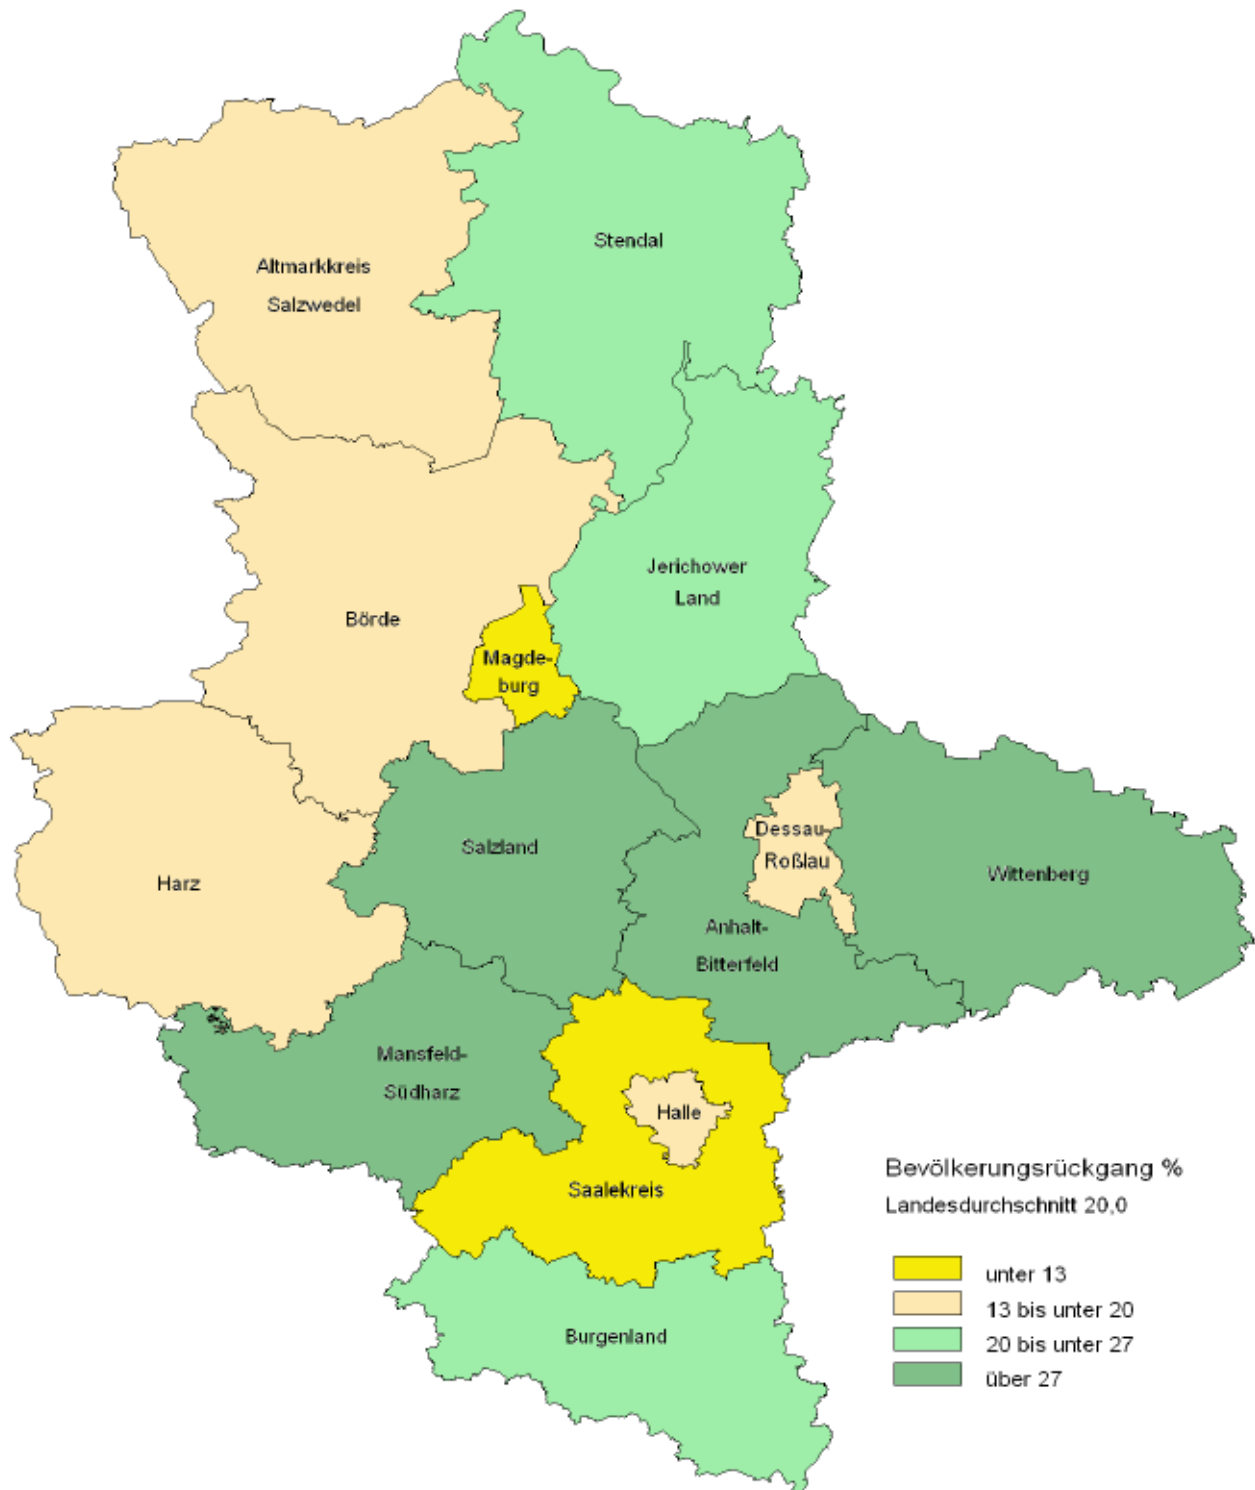 Stendal
Altmarkkreis
Salzwedel
Jerichower
Land
Börde
Magde-
burg
Dessau-
Roßlau
Salzland
Wittenberg
Harz
Anhalt-
Bitterfeld
Mansfeld-
Südharz
Halle
Saalekreis
Burgenland
Bevölkerungsrückgang %
Landesdurchschnitt 20,0
unter 13
13 bis unter 20
20 bis unter 27
über 27